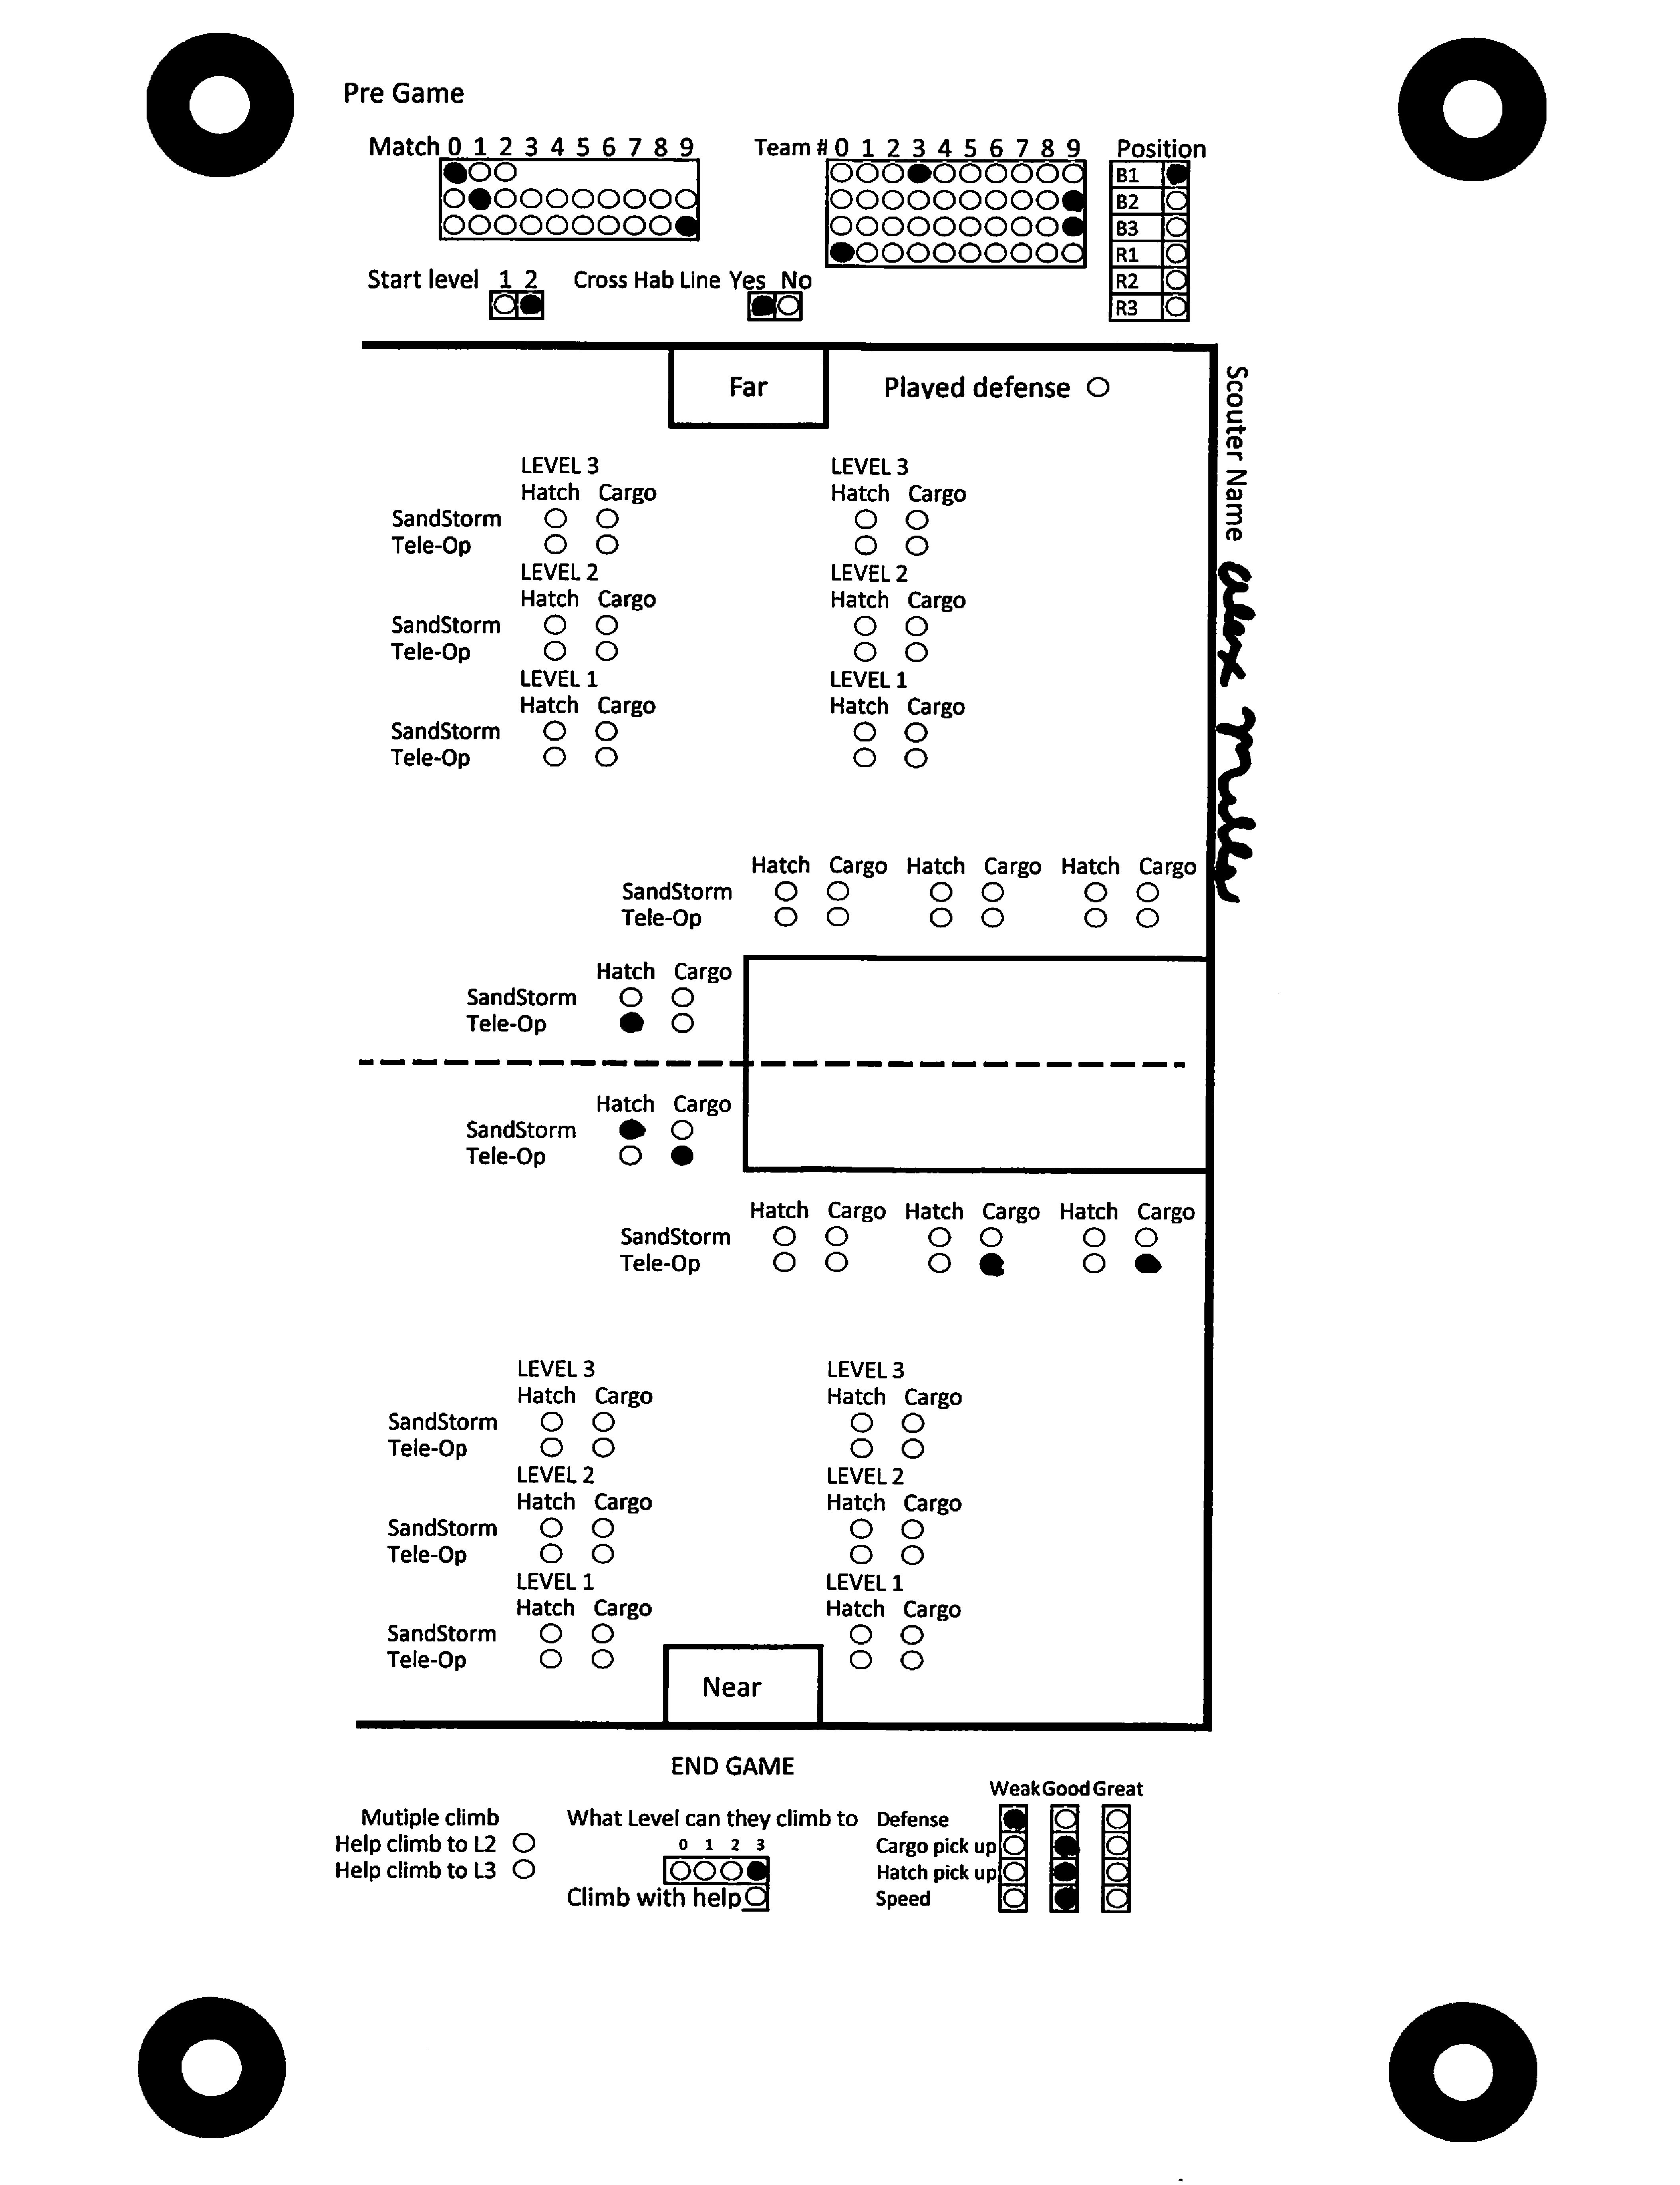 Pre Game
Match 0 1 2 3 4 5 6 7 8 9
Team # 0 1 2 3 4 5 6 7 8 9
Position
B1
B2
B3
R1
R2
R3
Start level 1 2
Cross Hab Line Yes No
Far
Played defense
Scouter Name Alex Miller
LEVEL 3 LEVEL 3
Hatch Cargo Hatch Cargo
SandStorm
Tele-Op
LEVEL 2 LEVEL 2
Hatch Cargo Hatch Cargo
SandStorm
Tele-Op
LEVEL 1 LEVEL 1
Hatch Cargo Hatch Cargo
SandStorm
Tele-Op
Hatch Cargo Hatch Cargo Hatch Cargo
SandStorm
Tele-Op
Hatch Cargo
SandStorm
Tele-Op
Hatch Cargo
SandStorm
Tele-Op
Hatch Cargo Hatch Cargo Hatch Cargo
SandStorm
Tele-Op
LEVEL 3 LEVEL 3
Hatch Cargo Hatch Cargo
SandStorm
Tele-Op
LEVEL 2 LEVEL 2
Hatch Cargo Hatch Cargo
SandStorm
Tele-Op
LEVEL 1 LEVEL 1
Hatch Cargo Hatch Cargo
SandStorm
Tele-Op
Near
END GAME
Mutiple climb
Help climb to L2
Help climb to L3
What Level can they climb to
0 1 2 3
Climb with help
Weak Good Great
Defense
Cargo pick up
Hatch pick up
Speed